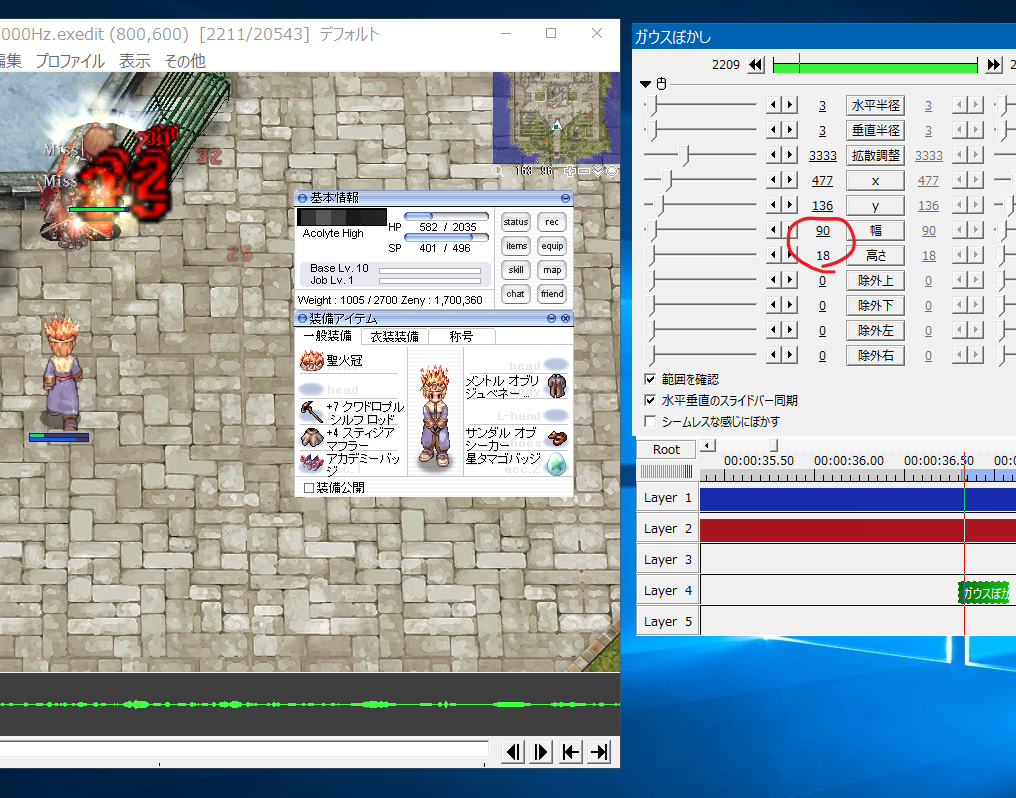 000Hz.exedit (800,600) [2211/20543] デフォルト
編集 プロファイル 表示 その他
Miss
Miss
32
32
26
168 96
基本情報
Acolyte High
HP 582 / 2035
SP 401 / 496
Base Lv. 10
Job Lv. 1
Weight : 1005 / 2700 Zeny : 1,700,360
status rec
items equip
skill map
chat friend
装備アイテム
一般装備 衣装装備 称号
聖火冠
head
head
メントル オブリ
ジュベネー...
+7 クワドロプル
シルフ ロッド
L-hand
+4 スティジア
マフラー
サンダル オブ
シーカー
アカデミーバッ
ジ
星タマゴバッジ
装備公開
ガウスぼかし
2209 2
3 水平半径 3
3 垂直半径 3
3333 拡散調整 3333
477 x 477
136 y 136
90 幅 90
18 高さ 18
0 除外上 0
0 除外下 0
0 除外左 0
0 除外右 0
範囲を確認
水平垂直のスライドバー同期
シームレスな感じにぼかす
Root
00:00:35.50 00:00:36.00 00:00:36.50 00:0
Layer 1
Layer 2
Layer 3
Layer 4
ガウスぼか
Layer 5